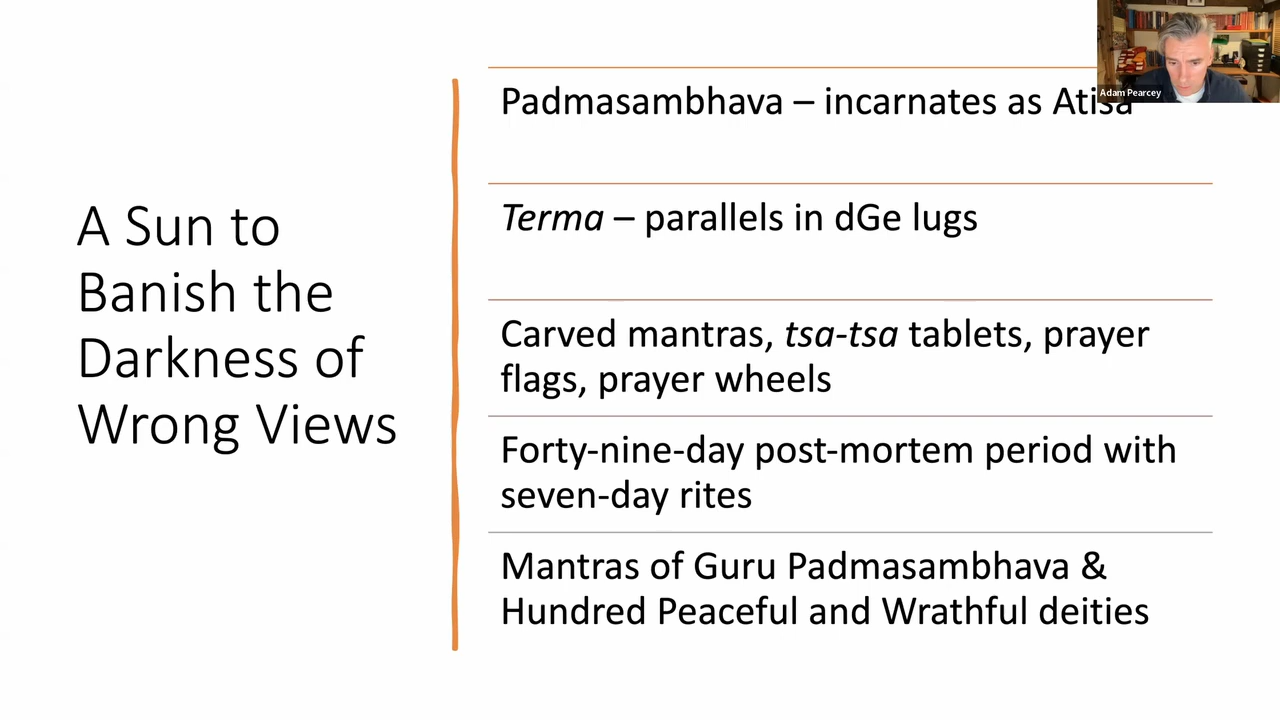 A Sun to
Banish the
Darkness of
Wrong Views
Padmasambhava – incarnates as Atisa
Terma – parallels in dGe lugs
Carved mantras, tsa-tsa tablets, prayer
flags, prayer wheels
Forty-nine-day post-mortem period with
seven-day rites
Mantras of Guru Padmasambhava &
Hundred Peaceful and Wrathful deities
Adam Pearcey